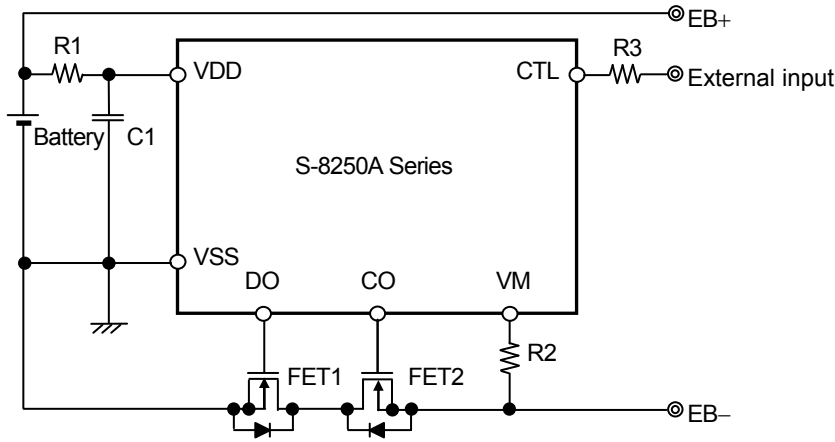 EB+
R1
R3
VDD
CTL
External input
Battery
C1
S-8250A Series
VSS
DO
CO
VM
R2
FET1
FET2
EB−